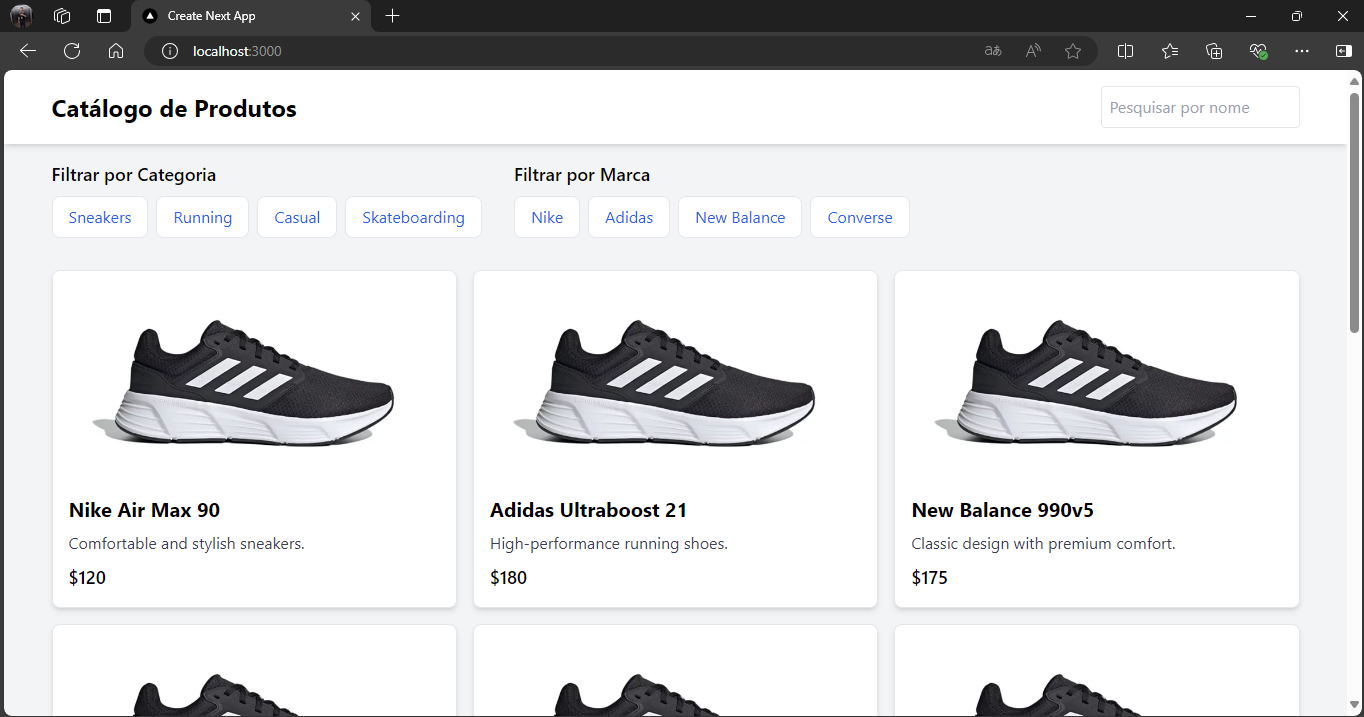 Create Next App
localhost:3000
Catálogo de Produtos
Pesquisar por nome
Filtrar por Categoria
Sneakers Running Casual Skateboarding
Filtrar por Marca
Nike Adidas New Balance Converse
Nike Air Max 90
Comfortable and stylish sneakers.
$120
Adidas Ultraboost 21
High-performance running shoes.
$180
New Balance 990v5
Classic design with premium comfort.
$175